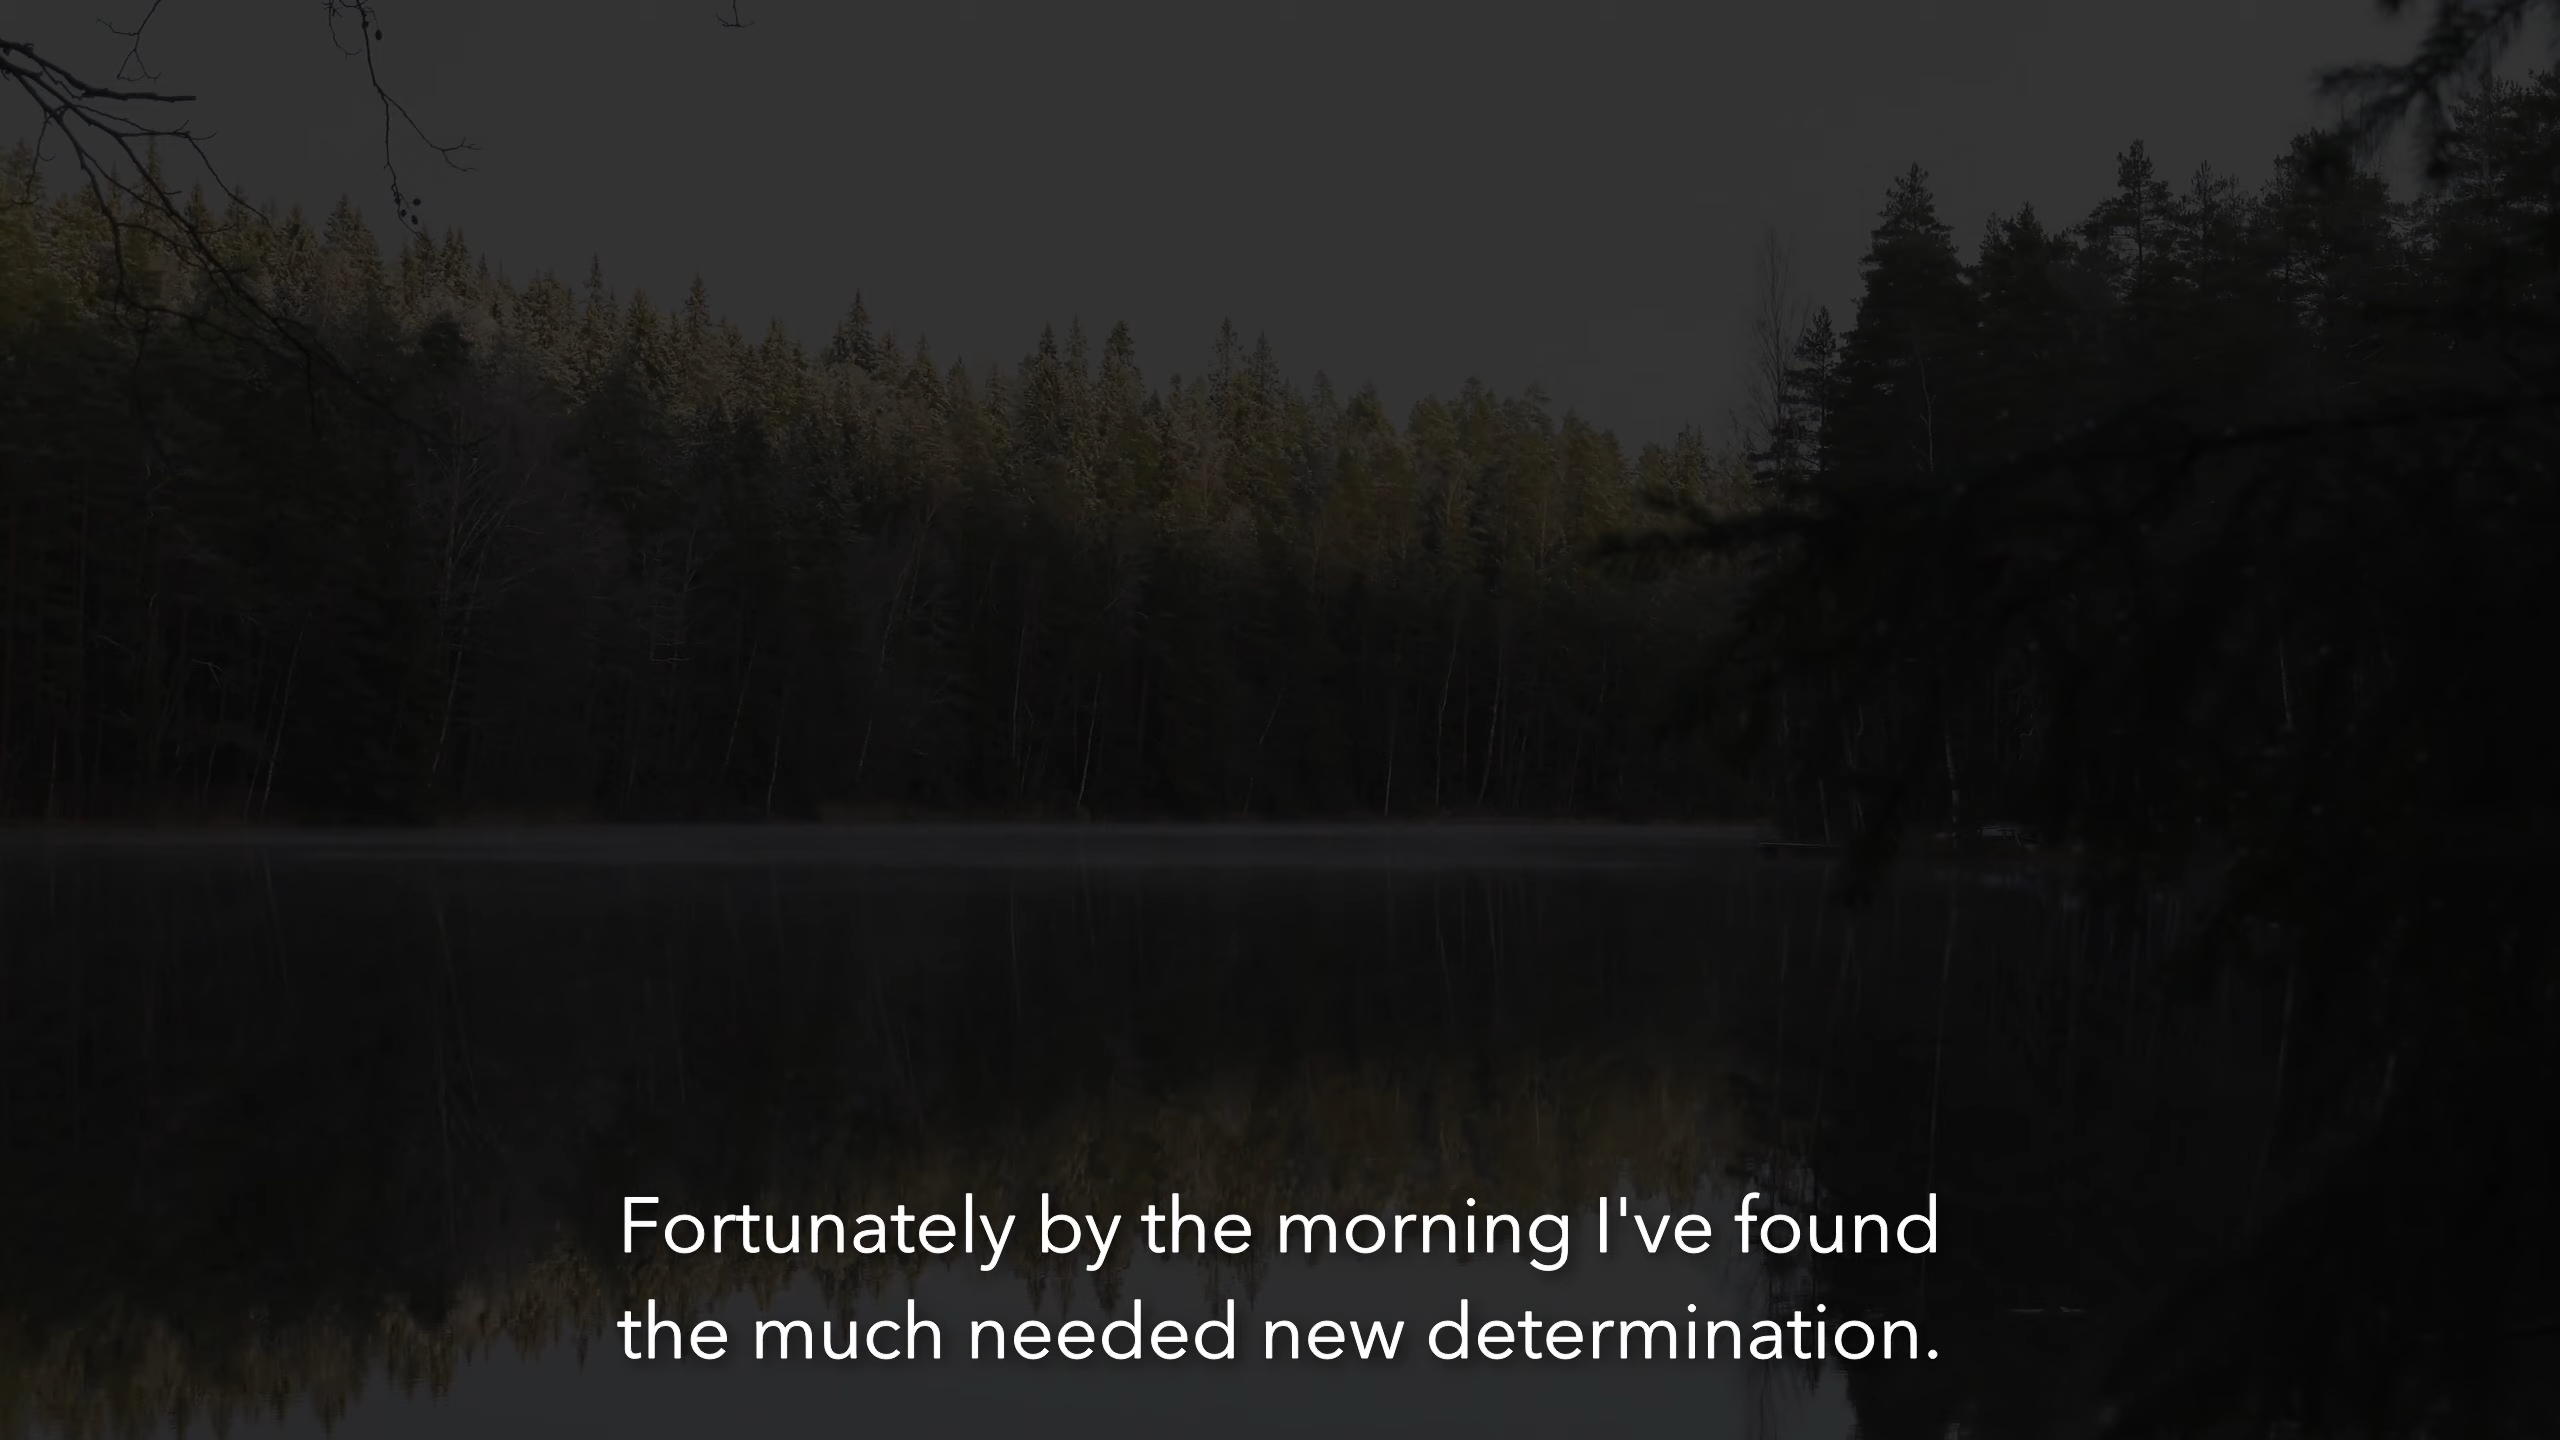 Fortunately by the morning I've found
the much needed new determination.